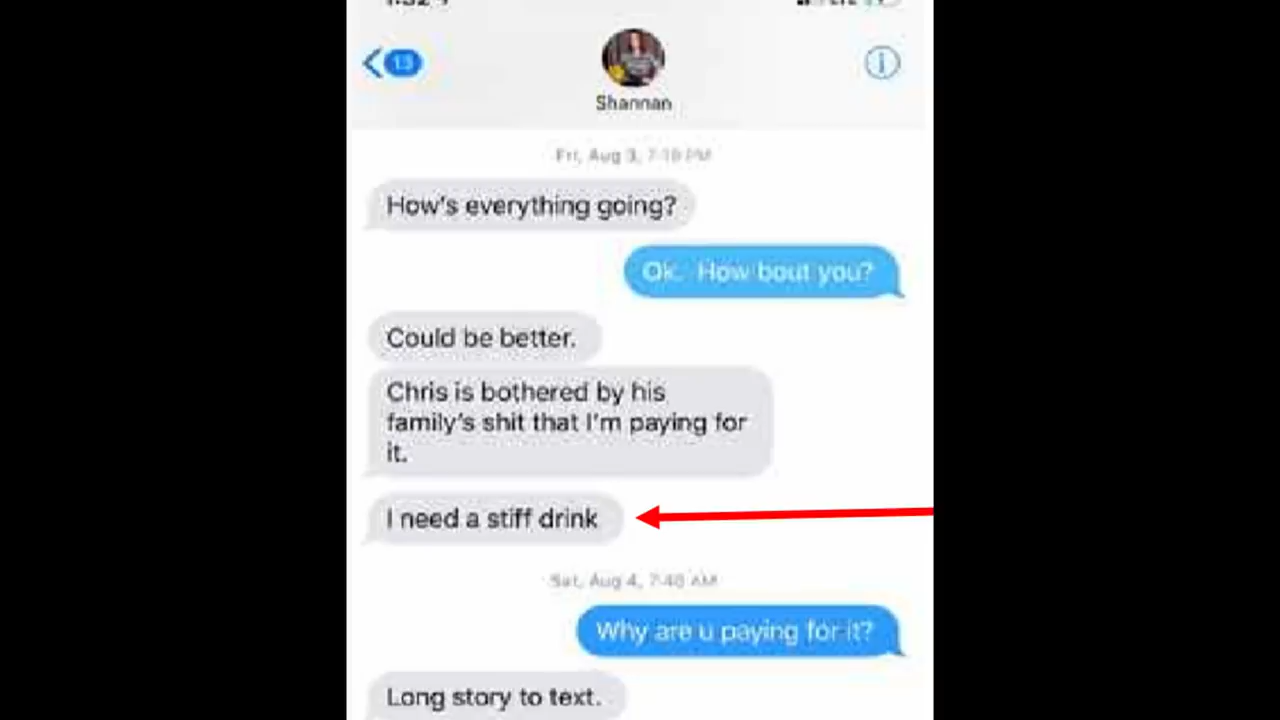 13
Shannan
Fri, Aug 3, 7:18 PM
How's everything going?
Ok. How bout you?
Could be better.
Chris is bothered by his
family's shit that I'm paying for
it.
I need a stiff drink
Sat, Aug 4, 7:48 AM
Why are u paying for it?
Long story to text.